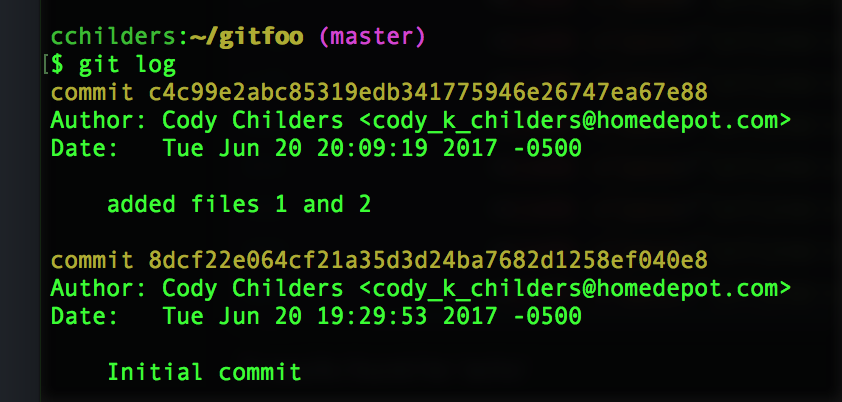 cchilders:~/gitfoo (master)
[$ git log
commit c4c99e2abc85319edb341775946e26747ea67e88
Author: Cody Childers <cody_k_childers@homedepot.com>
Date:   Tue Jun 20 20:09:19 2017 -0500
added files 1 and 2
commit 8dcf22e064cf21a35d3d24ba7682d1258ef040e8
Author: Cody Childers <cody_k_childers@homedepot.com>
Date:   Tue Jun 20 19:29:53 2017 -0500
Initial commit